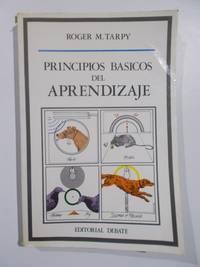 ROGER M. TARPY
PRINCIPIOS BASICOS
DEL
APRENDIZAJE
EDITORIAL DEBATE